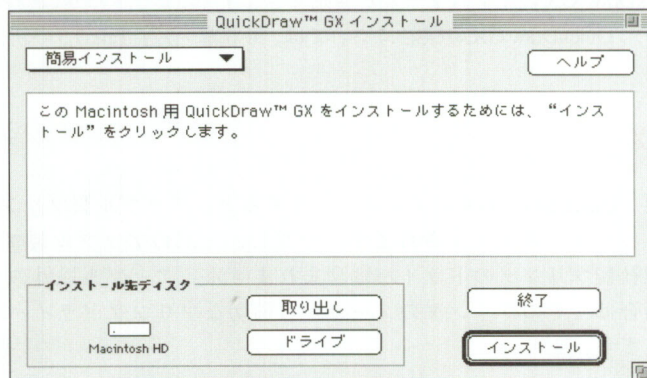 QuickDraw™ GX インストール
簡易インストール
ヘルプ
この Macintosh 用 QuickDraw™ GX をインストールするためには、“インス
トール”をクリックします。
インストール先ディスク
取り出し
終了
Macintosh HD
ドライブ
インストール